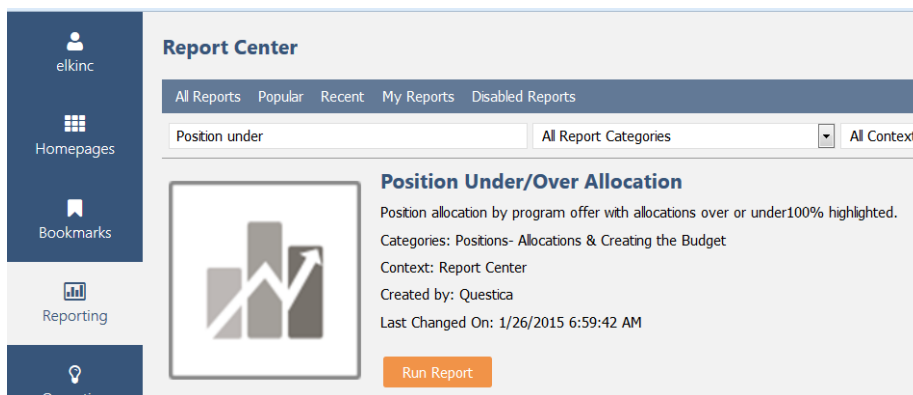 elkinc
Homepages
Bookmarks
Reporting
Report Center
All Reports Popular Recent My Reports Disabled Reports
Position under All Report Categories All Context
Position Under/Over Allocation
Position allocation by program offer with allocations over or under100% highlighted.
Categories: Positions- Allocations & Creating the Budget
Context: Report Center
Created by: Questica
Last Changed On: 1/26/2015 6:59:42 AM
Run Report